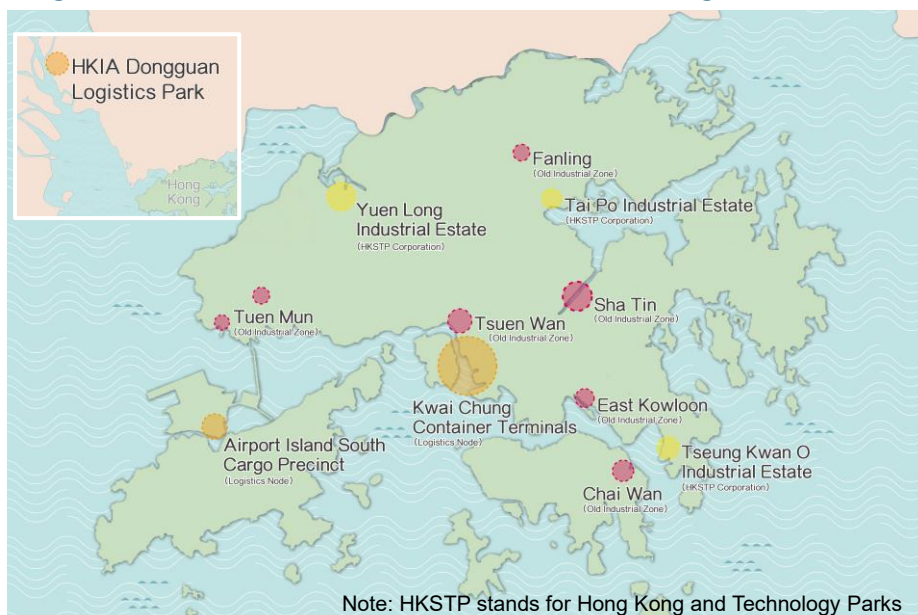 HKIA Dongguan
Logistics Park
Hong
Kong
Fanling
(Old Industrial Zone)
Yuen Long
Industrial Estate
(HKSTP Corporation)
Tai Po Industrial Estate
(HKSTP Corporation)
Tuen Mun
(Old Industrial Zone)
Tsuen Wan
(Old Industrial Zone)
Sha Tin
(Old Industrial Zone)
Kwai Chung
Container Terminals
(Logistics Node)
East Kowloon
(Old Industrial Zone)
Airport Island South
Cargo Precinct
(Logistics Node)
Tseung Kwan O
Industrial Estate
(HKSTP Corporation)
Chai Wan
(Old Industrial Zone)
Note: HKSTP stands for Hong Kong and Technology Parks